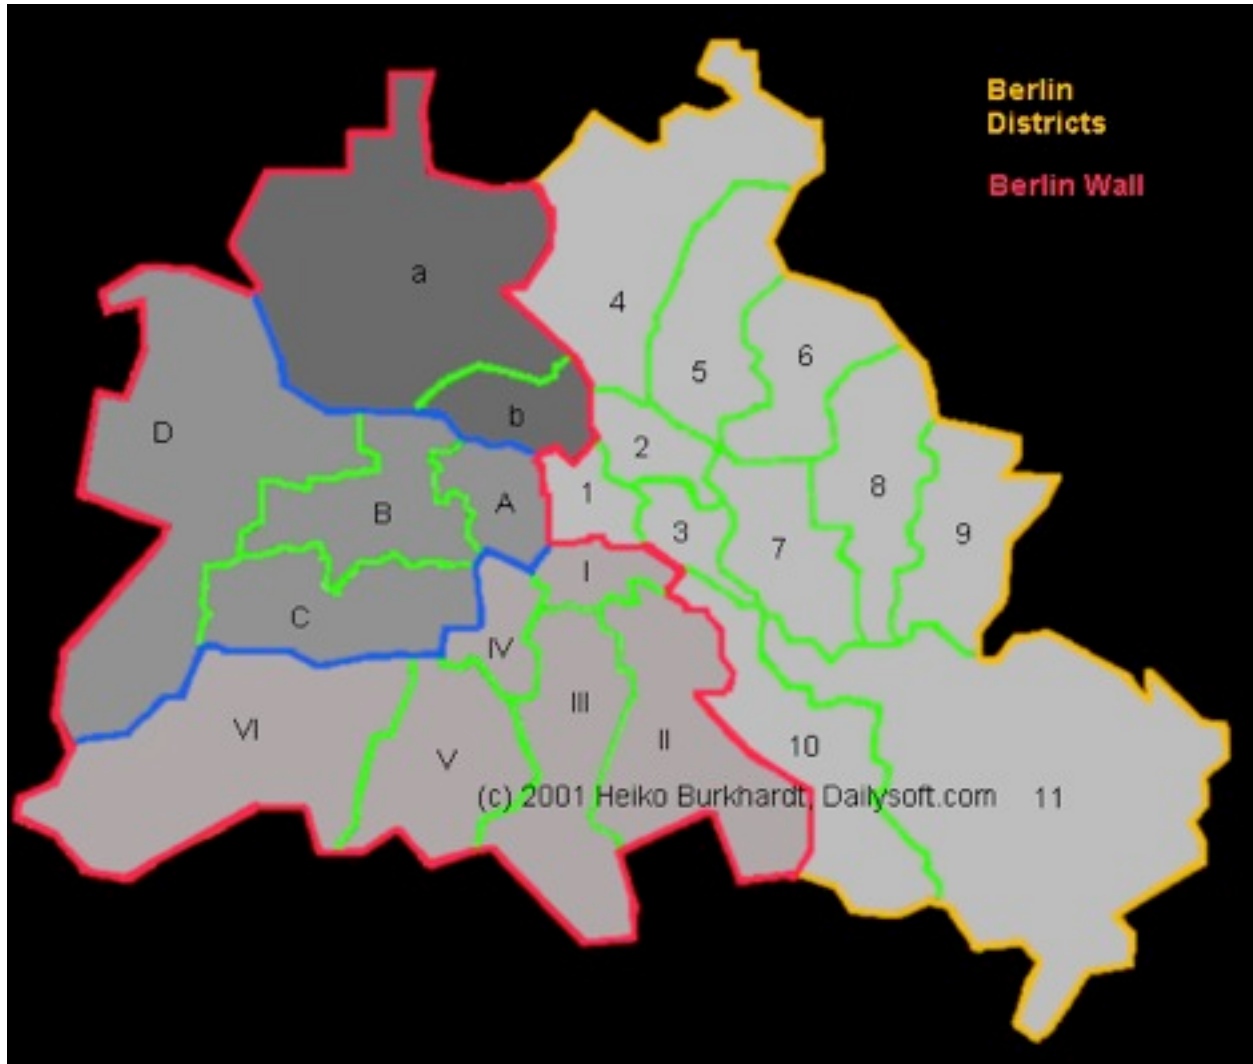 Berlin
Districts
Berlin Wall
a
4
6
5
b
D
2
8
1
A
B
3
9
7
I
C
IV
III
VI
II
10
V
(c) 2001 Heiko Burkhardt, Dailysoft.com
11